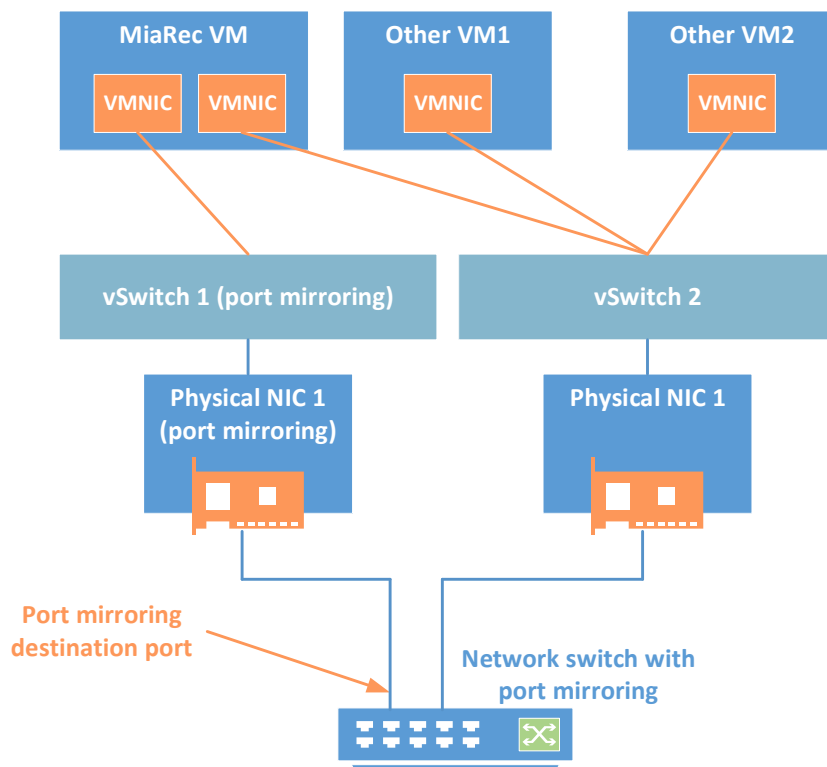 MiaRec VM
Other VM1
Other VM2
VMNIC
VMNIC
VMNIC
VMNIC
vSwitch 1 (port mirroring)
vSwitch 2
Physical NIC 1
(port mirroring)
Physical NIC 1
Port mirroring
destination port
Network switch with
port mirroring